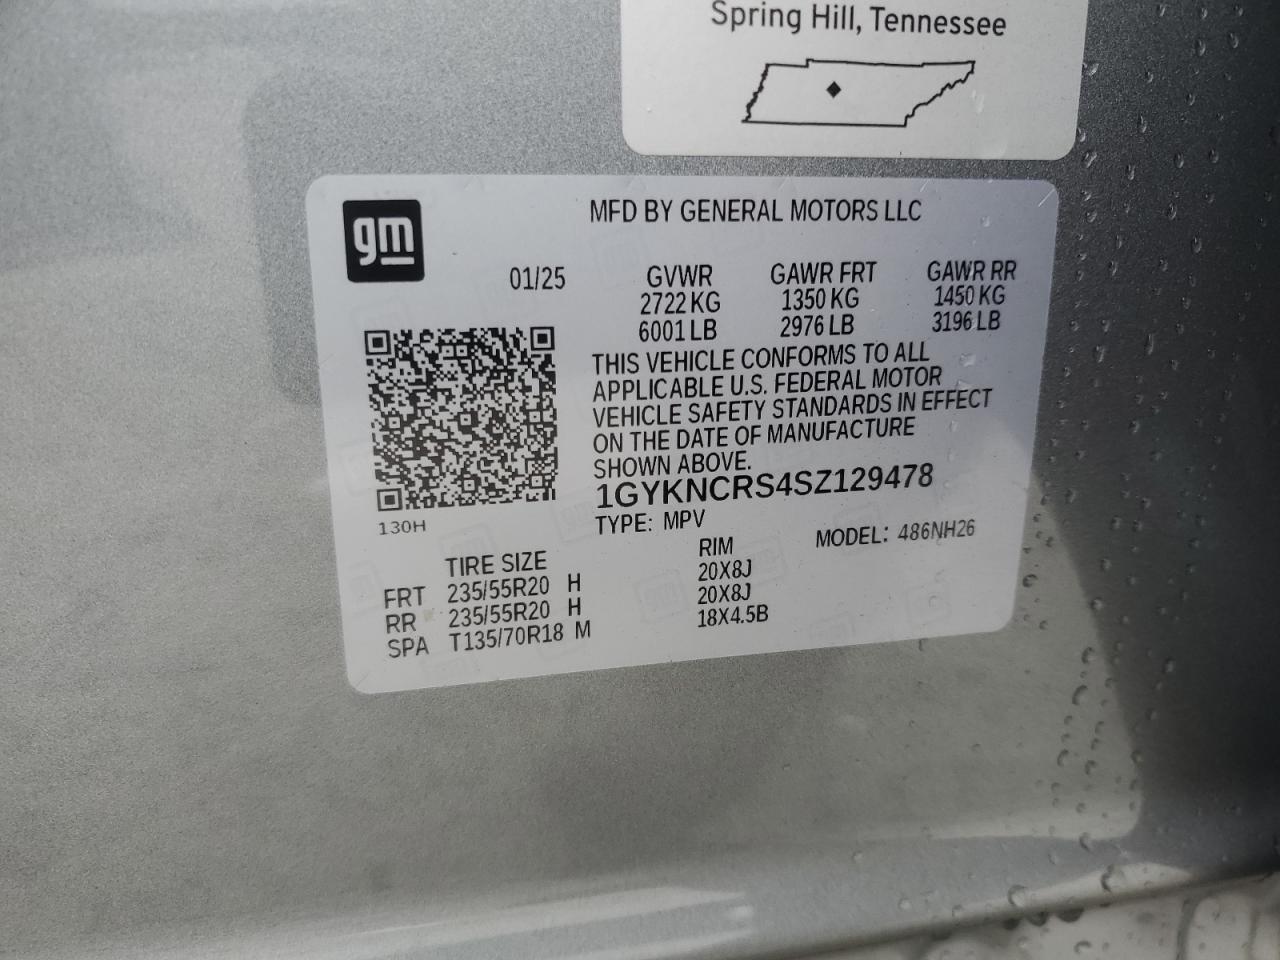 Spring Hill, Tennessee
gm
MFD BY GENERAL MOTORS LLC
01/25 GVWR GAWR FRT GAWR RR
2722 KG 1350 KG 1450 KG
6001 LB 2976 LB 3196 LB
THIS VEHICLE CONFORMS TO ALL
APPLICABLE U.S. FEDERAL MOTOR
VEHICLE SAFETY STANDARDS IN EFFECT
ON THE DATE OF MANUFACTURE
SHOWN ABOVE.
1GYKNCRS4SZ129478
130H
TYPE: MPV MODEL: 486NH26
TIRE SIZE RIM
FRT 235/55R20 H 20X8J
RR 235/55R20 H 20X8J
SPA T135/70R18 M 18X4.5B